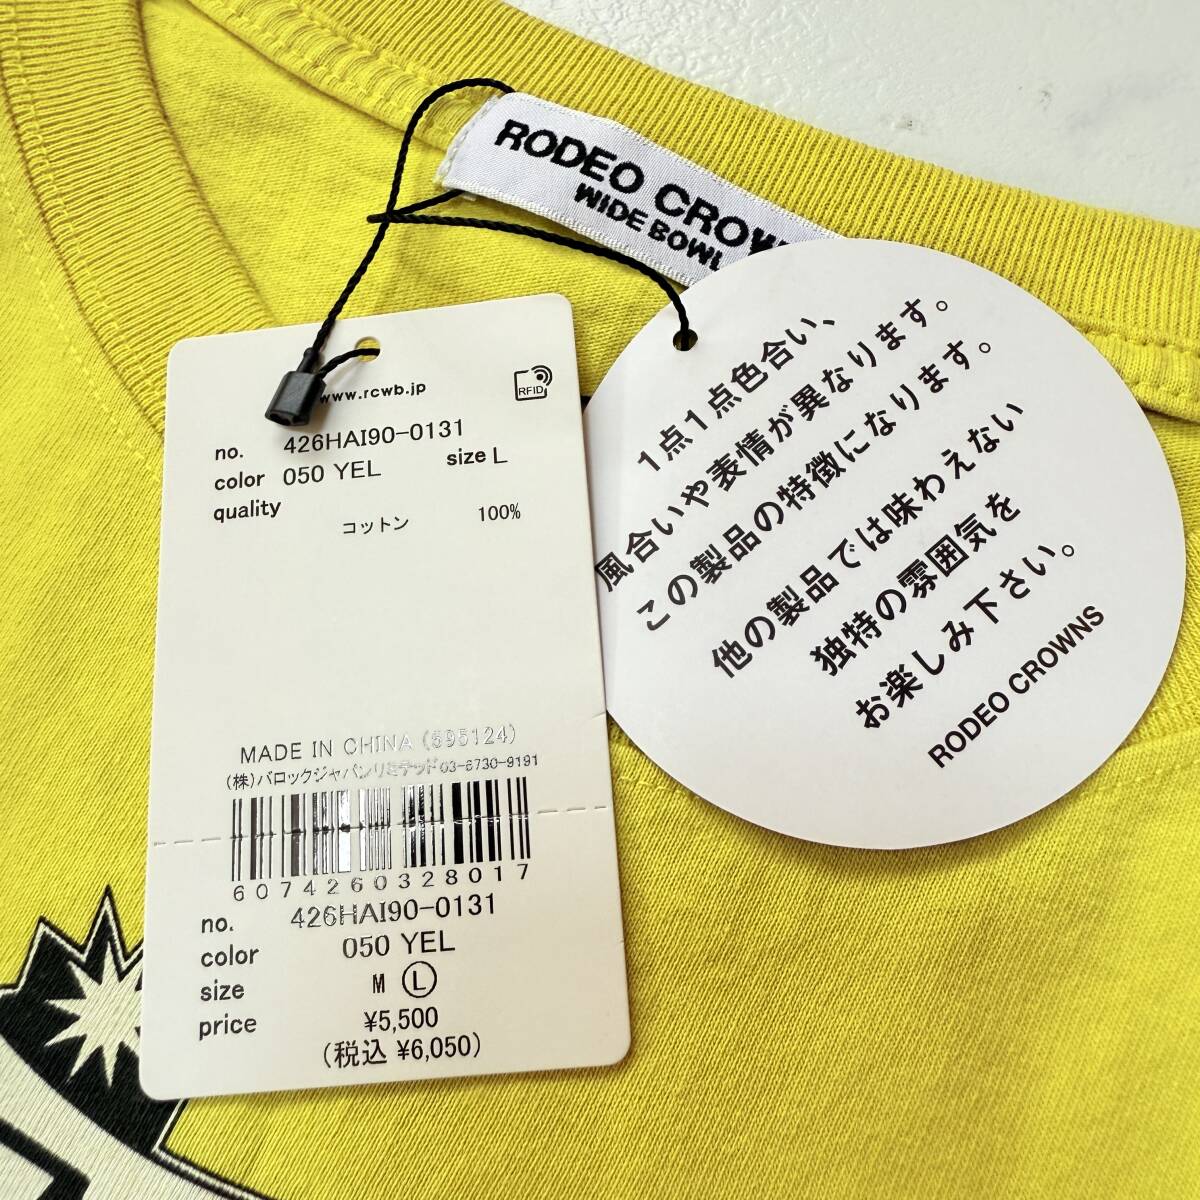 RODEO CROW
WIDE BOWL
www.rcwb.jp
RFID
no. 426HAI90-0131
color 050 YEL size L
quality
コットン 100%
MADE IN CHINA (595124)
(株)バロックジャパンリミテッド03-6730-9191
6074260328017
no. 426HAI90-0131
color 050 YEL
size M L
price ¥5,500
(税込 ¥6,050)
1点1点色合い、
風合いや表情が異なります。
この製品の特徴になります。
他の製品では味わえない
独特の雰囲気を
お楽しみ下さい。
RODEO CROWNS